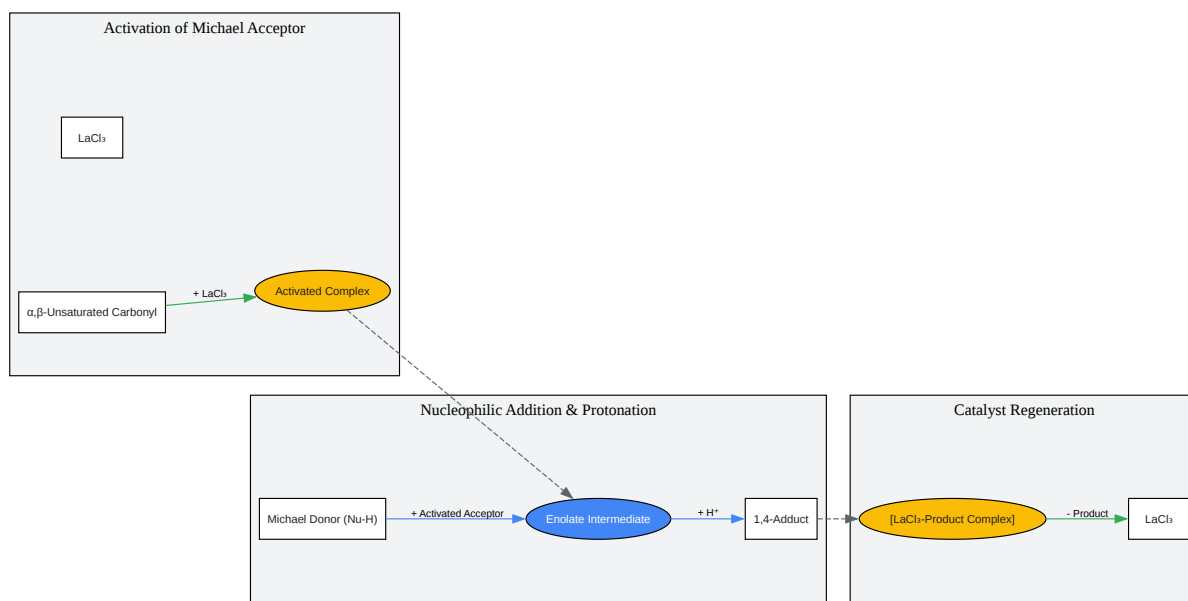 Activation of Michael Acceptor
LaCl₃
+ LaCl₃
Activated Complex
α,β-Unsaturated Carbonyl
Nucleophilic Addition & Protonation
Catalyst Regeneration
Michael Donor (Nu-H)
+ Activated Acceptor
Enolate Intermediate
+ H⁺
1,4-Adduct
[LaCl₃-Product Complex]
- Product
LaCl₃